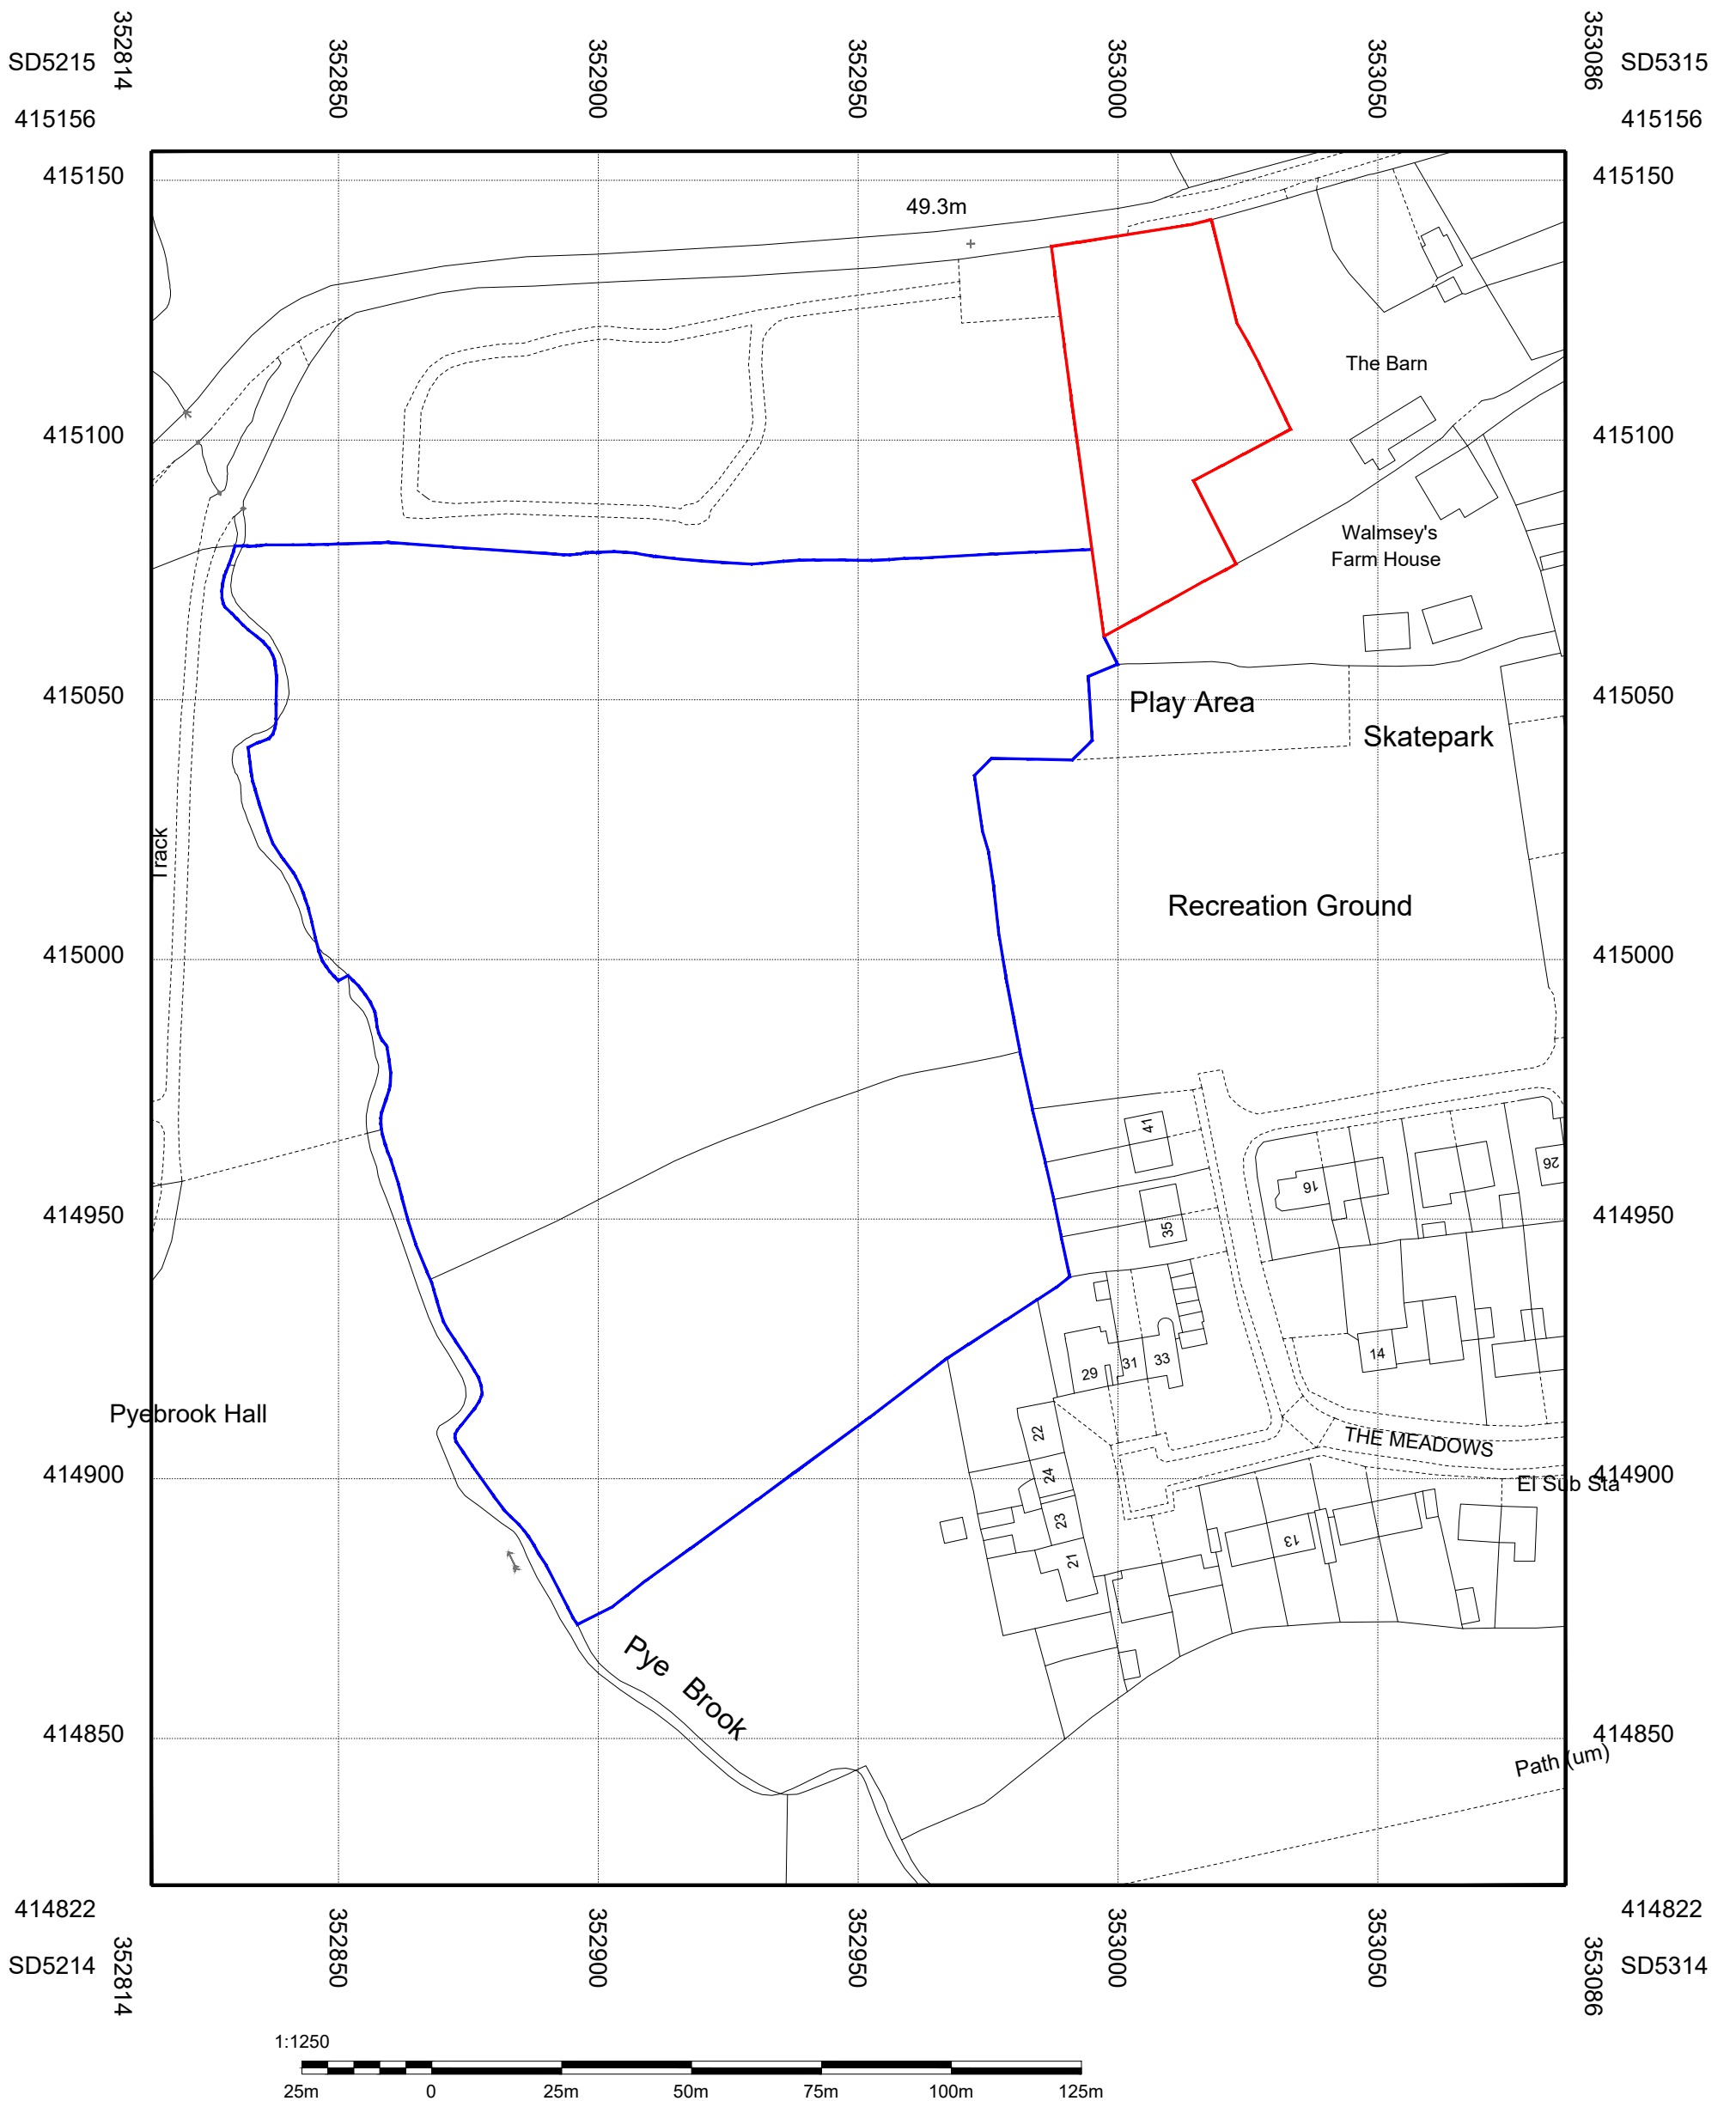 352814
352850
352900
352950
353000
353050
353086
SD5215
SD5315
415156
415156
415150
415150
49.3m
The Barn
415100
415100
Walmsey's
Farm House
415050
415050
Play Area
Skatepark
Track
Recreation Ground
415000
415000
41
16
26
414950
414950
35
14
29
31
33
Pyebrook Hall
22
THE MEADOWS
24
414900
414900
El Sub Sta
23
13
21
Pye Brook
414850
414850
Path (um)
414822
414822
352814
352850
352900
352950
353000
353050
353086
SD5214
SD5314
1:1250
25m
0
25m
50m
75m
100m
125m